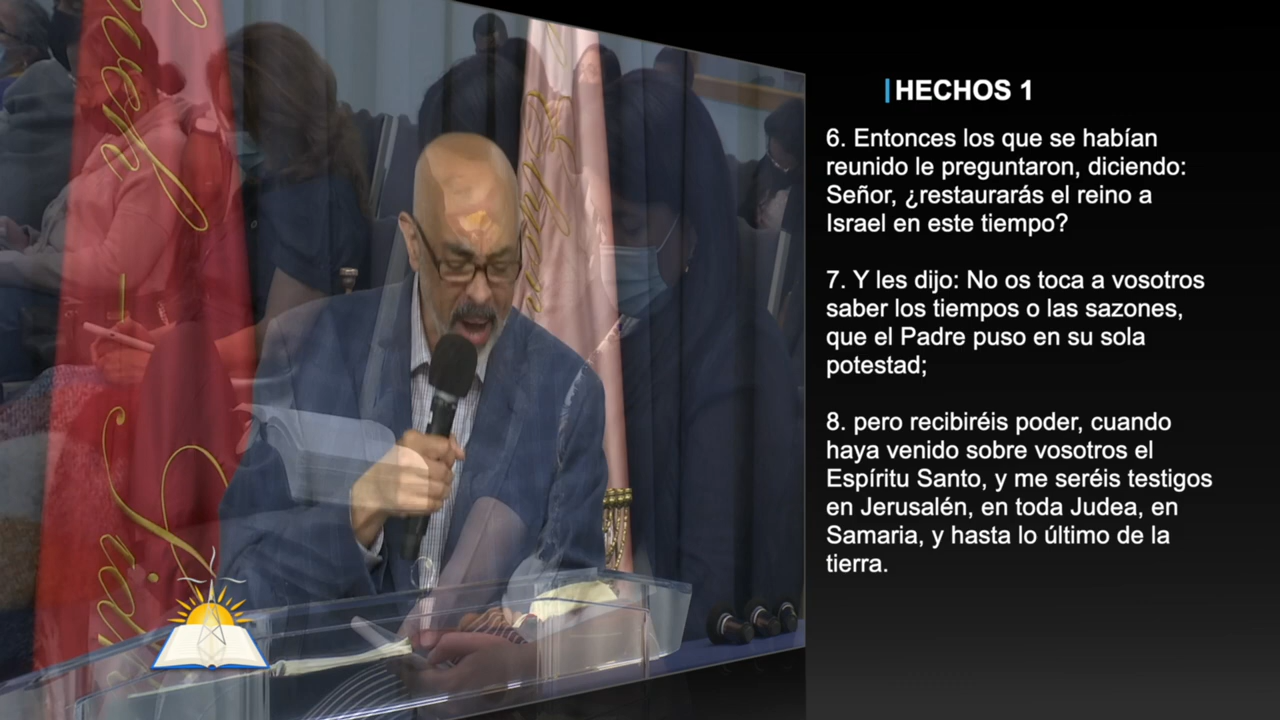 HECHOS 1
6. Entonces los que se habían
reunido le preguntaron, diciendo:
Señor, ¿restaurarás el reino a
Israel en este tiempo?
7. Y les dijo: No os toca a vosotros
saber los tiempos o las sazones,
que el Padre puso en su sola
potestad;
8. pero recibiréis poder, cuando
haya venido sobre vosotros el
Espíritu Santo, y me seréis testigos
en Jerusalén, en toda Judea, en
Samaria, y hasta lo último de la
tierra.